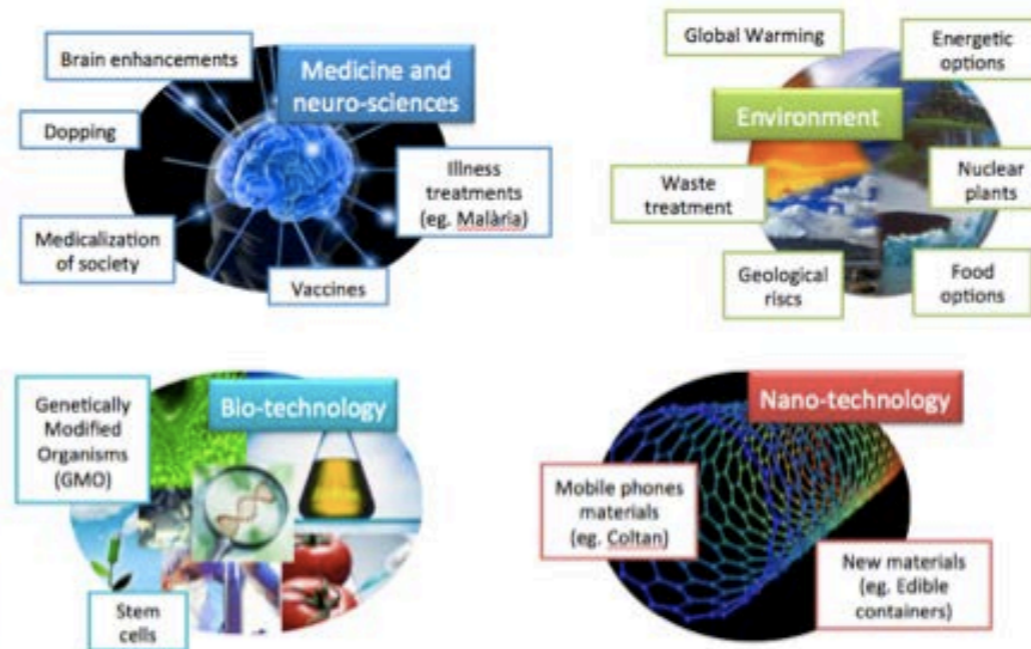 Brain enhancements
Medicine and
neuro-sciences
Dopping
Illness
treatments
(eg. Malària)
Medicalization
of society
Vaccines
Global Warming
Energetic
options
Environment
Waste
treatment
Nuclear
plants
Geological
riscs
Food
options
Genetically
Modified
Organisms
(GMO)
Bio-technology
Stem
cells
Nano-technology
Mobile phones
materials
(eg. Coltan)
New materials
(eg. Edible
containers)